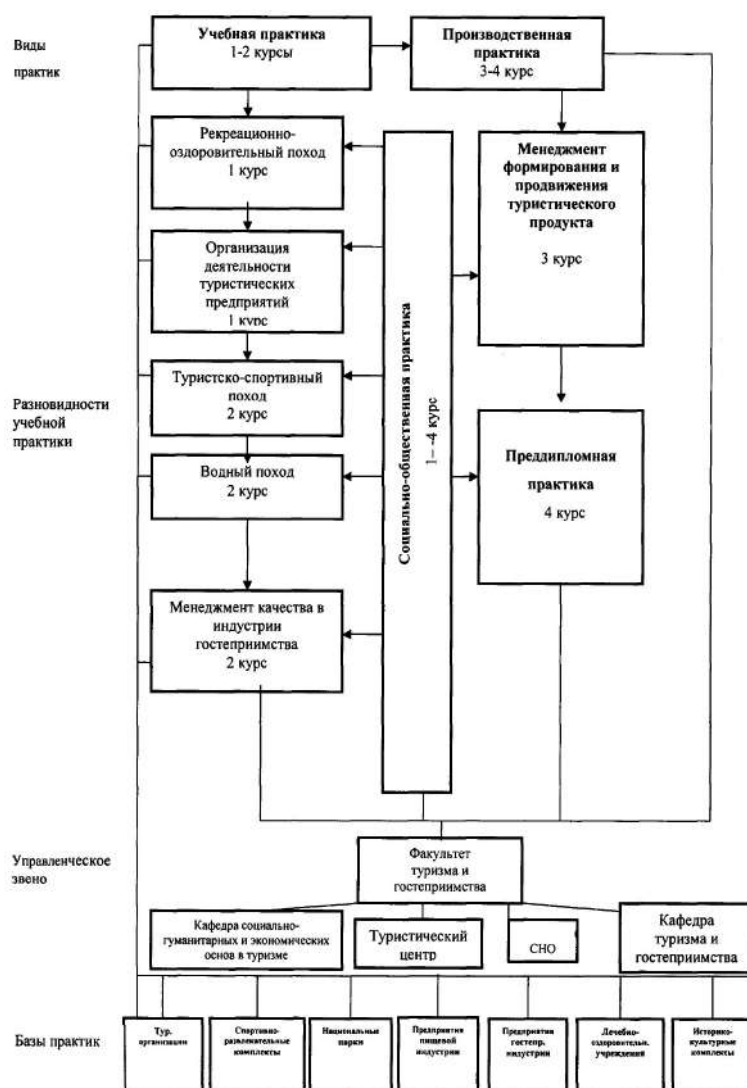 Виды
практик
Учебная практика
1-2 курсы
Производственная
практика
3-4 курс
Рекреационно-
оздоровительный поход
1 курс
Организация
деятельности
туристических
предприятий
1 курс
Туристско-спортивный
поход
2 курс
Водный поход
2 курс
Менеджмент качества в
индустрии
гостеприимства
2 курс
Социально-общественная практика
1– -4 курс
Менеджмент
формирования и
продвижения
туристического
продукта
3 курс
Преддипломная
практика
4 курс
Разновидности
учебной
практики
Управленческое
звено
Факультет
туризма и
гостеприимства
Кафедра социально-
гуманитарных и экономических
основ в туризме
Туристический
центр
СНО
Кафедра
туризма и
гостеприимства
Базы практик
Тур.
организации
Спортивно-
развлекательные
комплексы
Национальные
парки
Предприятия
пищевой
индустрии
Предприятия
гостепр.
индустрии
Лечебно-
оздоровительн.
учреждений
Историко-
культурные
комплексы